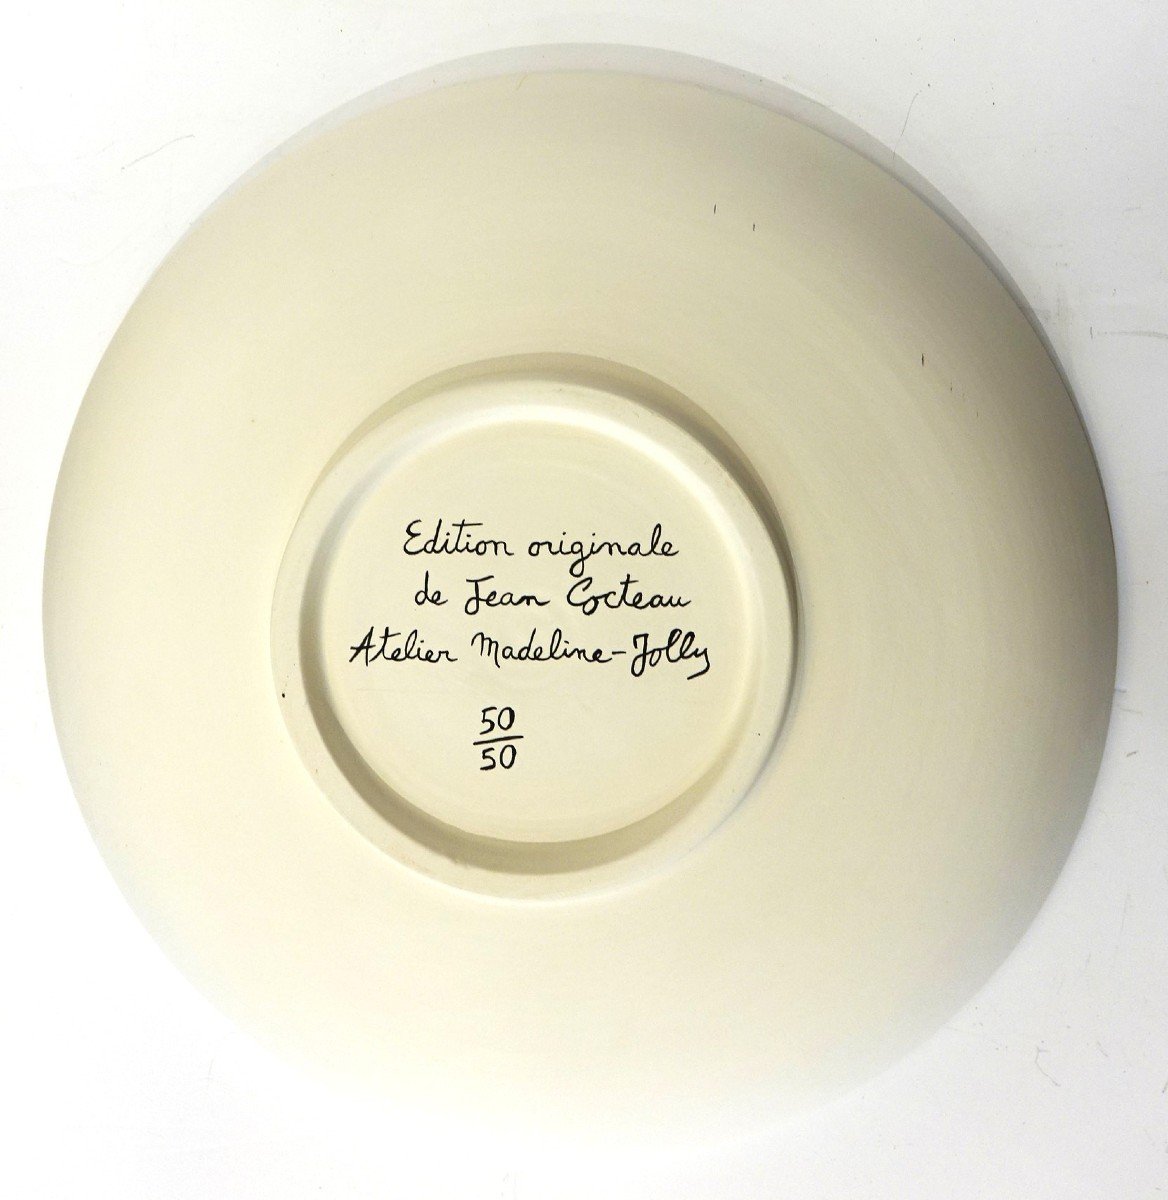 Edition originale
de Jean Cocteau
Atelier Madeline-Jolly
50
50